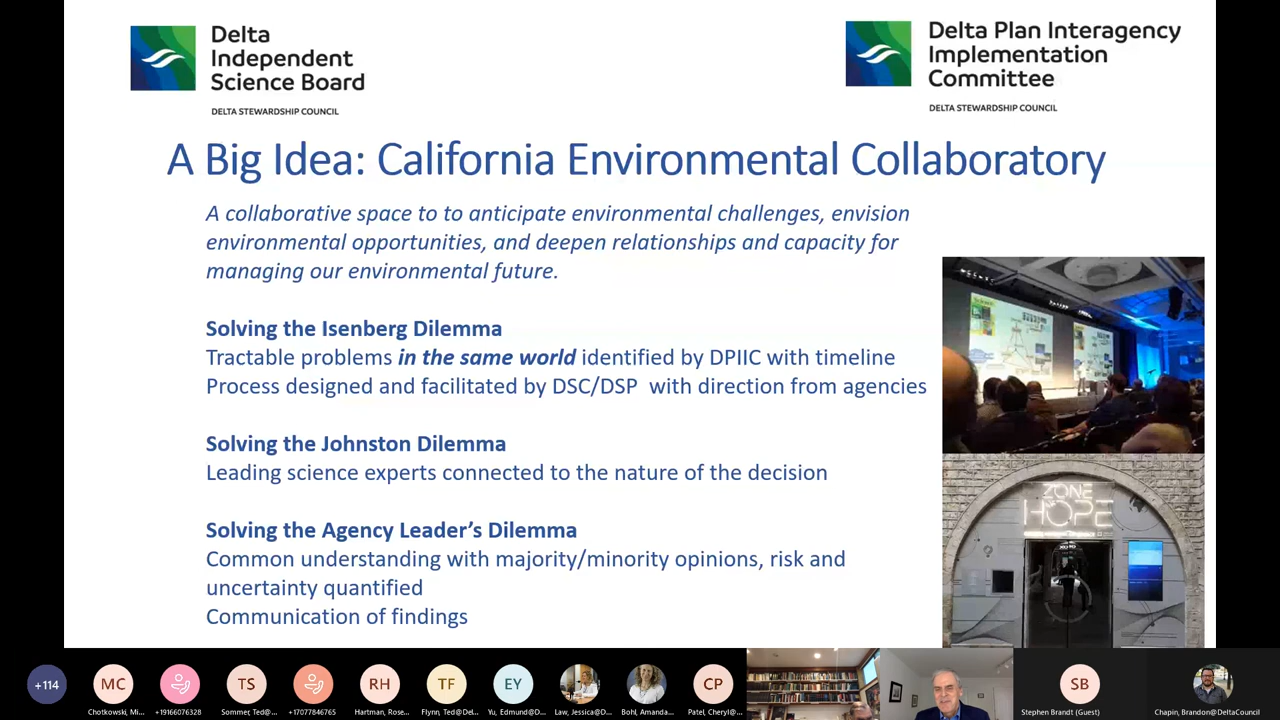 Delta
Independent
Science Board
DELTA STEWARDSHIP COUNCIL
Delta Plan Interagency
Implementation
Committee
DELTA STEWARDSHIP COUNCIL
A Big Idea: California Environmental Collaboratory
A collaborative space to to anticipate environmental challenges, envision
environmental opportunities, and deepen relationships and capacity for
managing our environmental future.
Solving the Isenberg Dilemma
Tractable problems in the same world identified by DPIIC with timeline
Process designed and facilitated by DSC/DSP with direction from agencies
Solving the Johnston Dilemma
Leading science experts connected to the nature of the decision
Solving the Agency Leader's Dilemma
Common understanding with majority/minority opinions, risk and
uncertainty quantified
Communication of findings
ZONE
HOPE
+114
MC
TS
RH
TF
EY
CP
SB
Chotkowski, Mi...
+19166076328
Sommer, Ted@D...
+17077846765
Hartman, Rose...
Flynn, Ted@Del...
Yu, Edmund@D...
Law, Jessica@D...
Bohl, Amanda...
Patel, Cheryl@...
Stephen Brandt (Guest)
Chapin, Brandon@DeltaCouncil